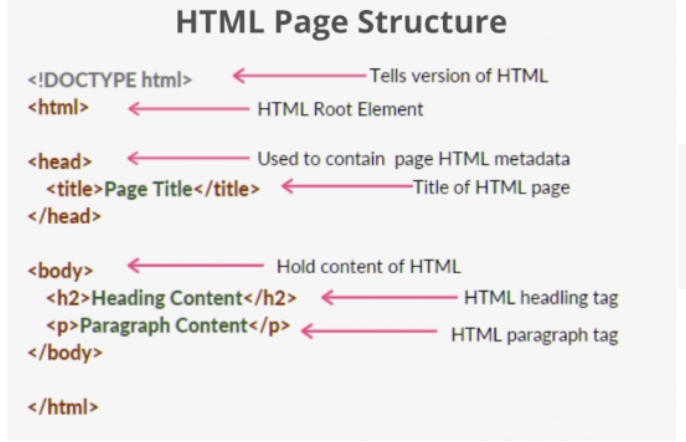 HTML Page Structure
<!DOCTYPE html> Tells version of HTML
<html> HTML Root Element
<head> Used to contain page HTML metadata
<title>Page Title</title> Title of HTML page
</head>
<body> Hold content of HTML
<h2>Heading Content</h2> HTML headling tag
<p>Paragraph Content</p> HTML paragraph tag
</body>
</html>